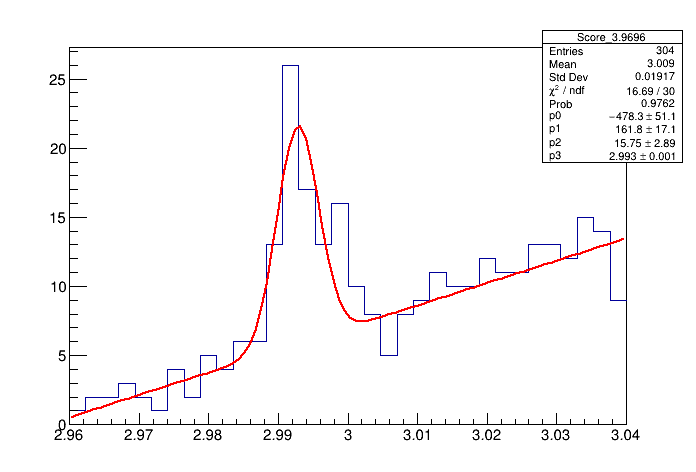 Score_3.9696
Entries 304
Mean 3.009
Std Dev 0.01917
χ² / ndf 16.69 / 30
Prob 0.9762
p0 −478.3 ± 51.1
p1 161.8 ± 17.1
p2 15.75 ± 2.89
p3 2.993 ± 0.001
25
20
15
10
5
0
2.96 2.97 2.98 2.99 3 3.01 3.02 3.03 3.04